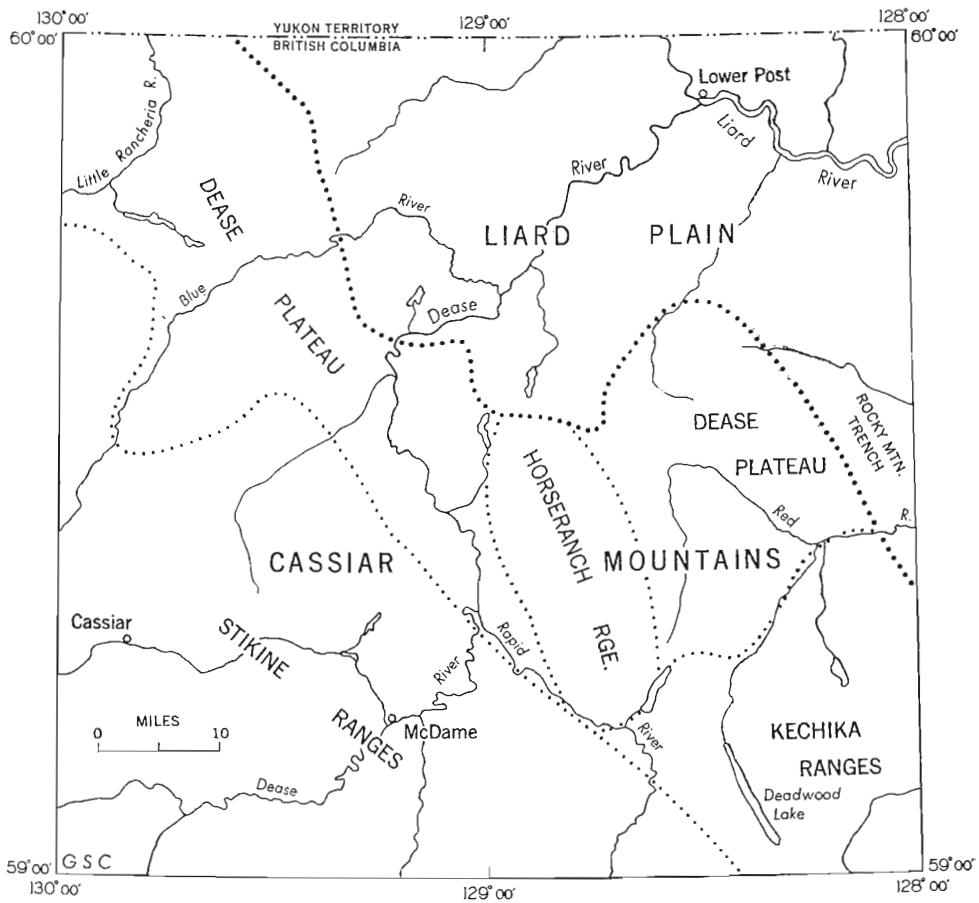 130° 00'
129° 00'
128° 00'
60° 00'
YUKON TERRITORY
BRITISH COLUMBIA
60° 00'
Lower Post
Liard
River
Little Rancheria R.
River
DEASE
River
LIARD PLAIN
Blue
PLATEAU
Dease
DEASE
PLATEAU
ROCKY MTN.
TRENCH
HORSERANCH
RGE.
Red
R.
CASSIAR
MOUNTAINS
Cassiar
STIKINE
RANGES
Rapid
River
River
MILES
0 10
McDame
KECHIKA
RANGES
Dease
Deadwood
Lake
GSC
59° 00'
59° 00'
130° 00'
129° 00'
128° 00'